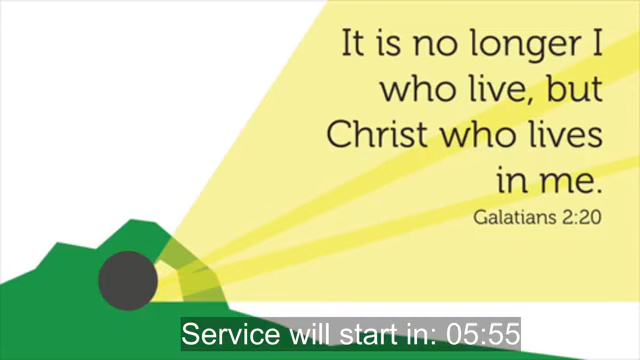 It is no longer I
who live, but
Christ who lives
in me.
Galatians 2:20
Service will start in: 05:55